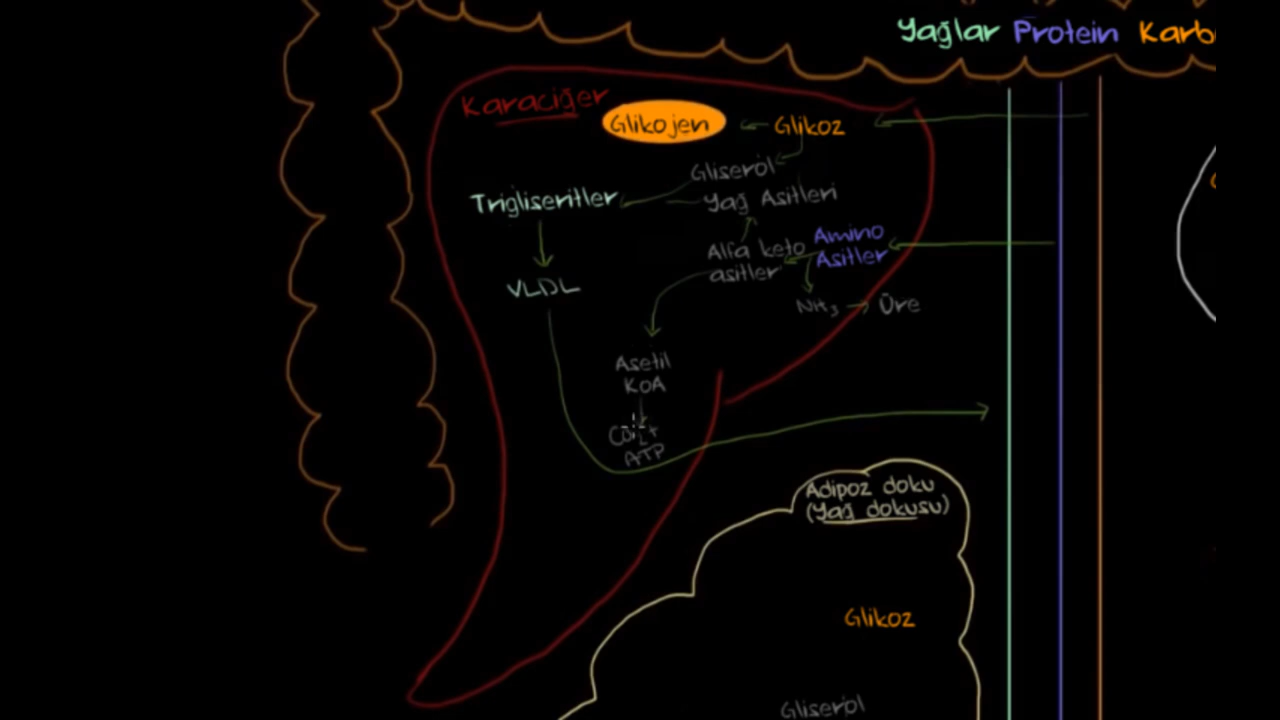 Yağlar Protein Karb
Karaciğer
Glikojen Glikoz
Gliserol
Trigliseritler Yağ Asitleri
Alfa keto asitler
Amino Asitler
VLDL
NH3 Üre
Asetil
KoA
CO2+
ATP
Adipoz doku
(Yağ dokusu)
Glikoz
Gliserol